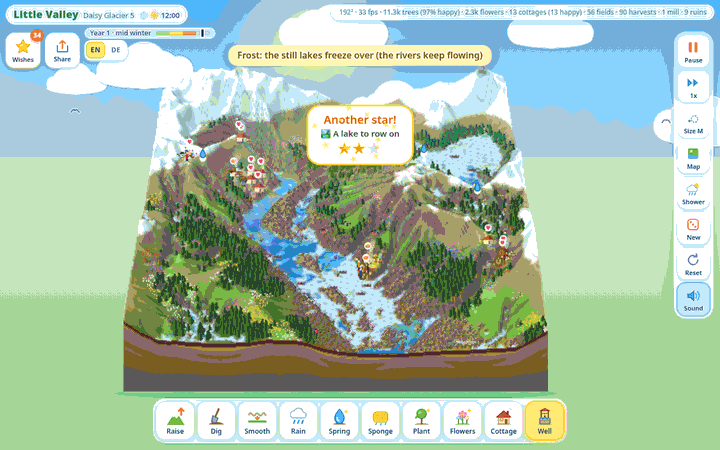 Little Valley Daisy Glacier 5 12:00
192² · 33 fps · 11.3k trees (97% happy) · 2.3k flowers · 13 cottages (13 happy) · 56 fields · 90 harvests · 1 mill · 9 ruins
Year 1 · mid winter
34
Wishes
Share
EN
DE
Frost: the still lakes freeze over (the rivers keep flowing)
Another star!
A lake to row on
Pause
1x
Size M
Map
Shower
New
Reset
Sound
Raise
Dig
Smooth
Rain
Spring
Sponge
Plant
Flowers
Cottage
Well